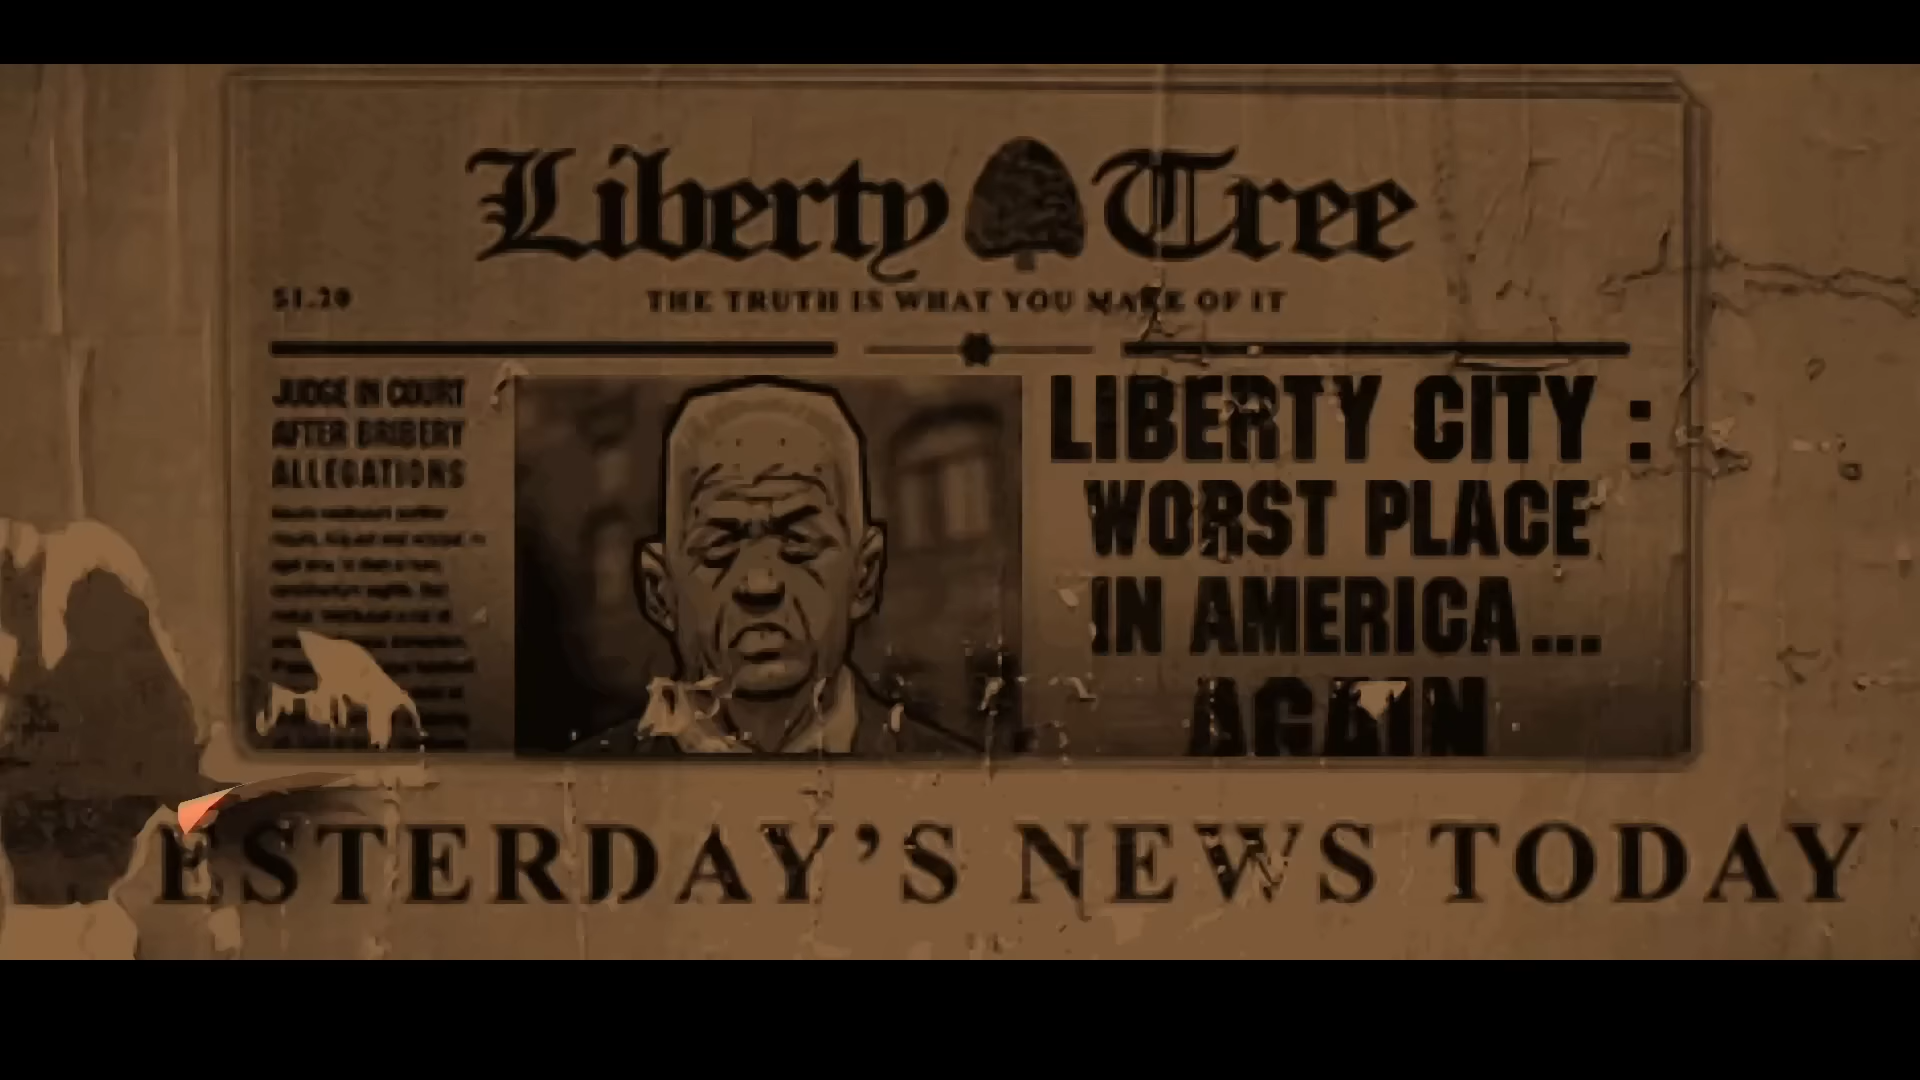 Liberty Tree
$1.20
THE TRUTH IS WHAT YOU MAKE OF IT
JUDGE IN COURT
AFTER BRIBERY
ALLEGATIONS
LIBERTY CITY :
WORST PLACE
IN AMERICA...
AGAIN
ESTERDAY'S NEWS TODAY